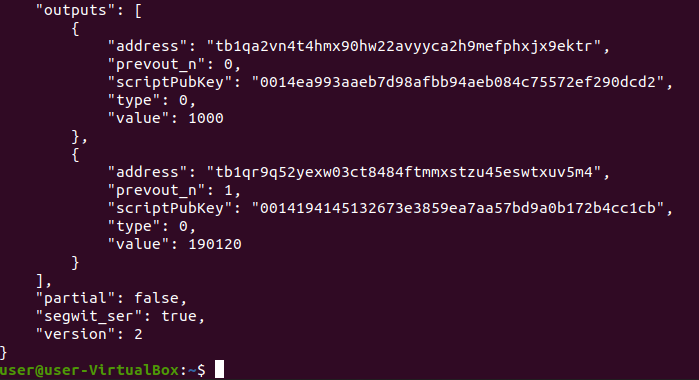 "outputs": [
{
"address": "tb1qa2vn4t4hmx90hw22avyyca2h9mefphxjx9ektr",
"prevout_n": 0,
"scriptPubKey": "0014ea993aaeb7d98afbb94aeb084c75572ef290dcd2",
"type": 0,
"value": 1000
},
{
"address": "tb1qr9q52yexw03ct8484ftmmxstzu45eswtxuv5m4",
"prevout_n": 1,
"scriptPubKey": "0014194145132673e3859ea7aa57bd9a0b172b4cc1cb",
"type": 0,
"value": 190120
}
],
"partial": false,
"segwit_ser": true,
"version": 2
}
user@user-VirtualBox:~$